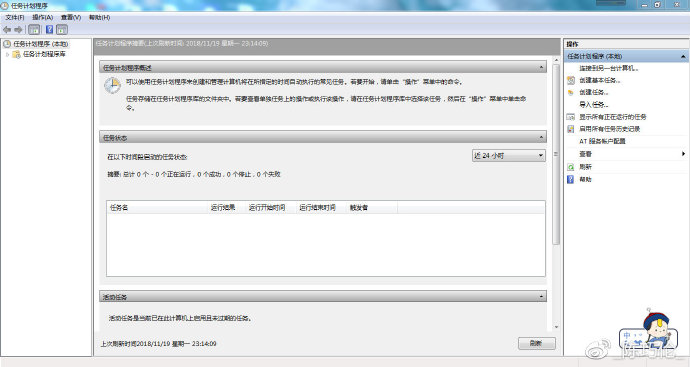 任务计划程序
文件(F) 操作(A) 查看(V) 帮助(H)
任务计划程序 (本地)
任务计划程序库
任务计划程序摘要(上次刷新时间: 2018/11/19 星期一 23:14:09)
任务计划程序概述
可以使用任务计划程序来创建和管理计算机将在所指定的时间自动执行的常见任务。若要开始，请单击“操作”菜单中的命令。
任务存储在任务计划程序库的文件夹中。若要查看单独任务上的操作或执行该操作，请在任务计划程序库中选择该任务，然后在“操作”菜单中单击命
令。
任务状态
在以下时间段启动的任务状态:
近 24 小时
摘要: 总计 0 个 - 0 个正在运行，0 个成功，0 个停止，0 个失败
任务名 运行结果 运行开始时间 运行结束时间 触发者
活动任务
活动任务是当前已在此计算机上启用且未过期的任务。
上次刷新时间2018/11/19 星期一 23:14:09
刷新
操作
任务计划程序 (本地)
连接到另一台计算机...
创建基本任务...
创建任务...
导入任务...
显示所有正在运行的任务
启用所有任务历史记录
AT 服务帐户配置
查看
刷新
帮助
中